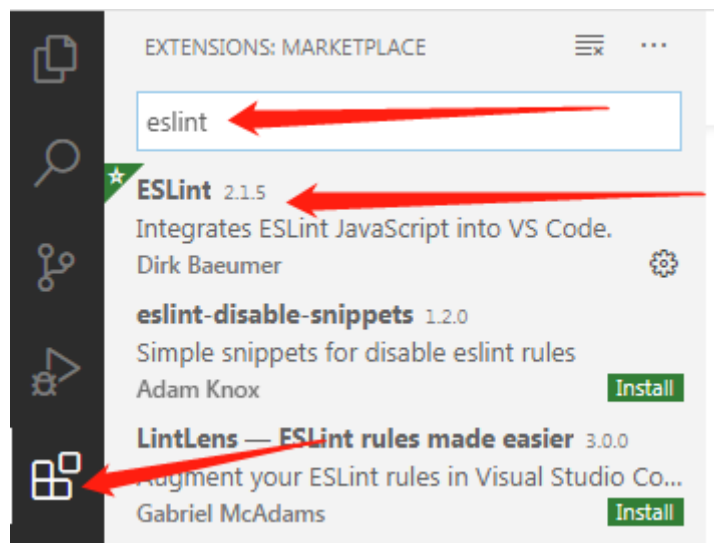 EXTENSIONS: MARKETPLACE
eslint
ESLint 2.1.5
Integrates ESLint JavaScript into VS Code.
Dirk Baeumer
eslint-disable-snippets 1.2.0
Simple snippets for disable eslint rules
Adam Knox
Install
LintLens — ESLint rules made easier 3.0.0
Augment your ESLint rules in Visual Studio Co...
Gabriel McAdams
Install